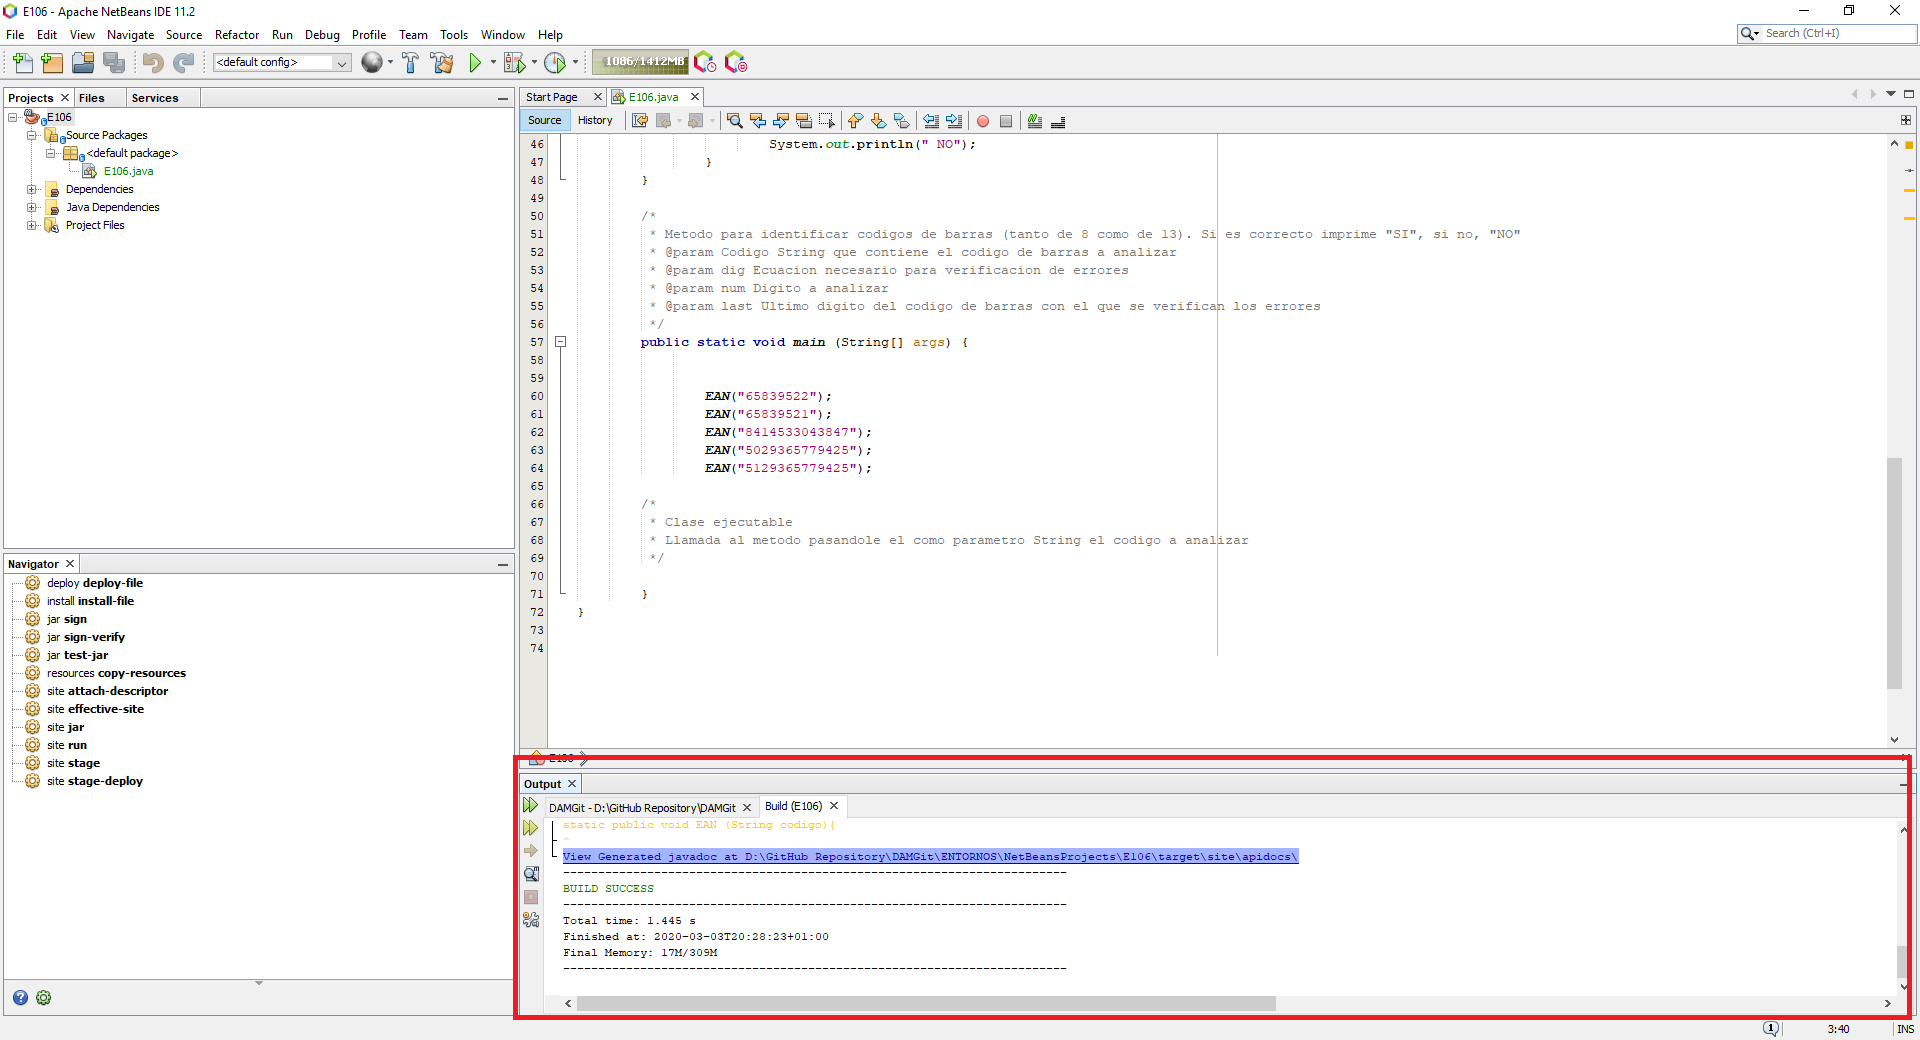 E106 - Apache NetBeans IDE 11.2
File Edit View Navigate Source Refactor Run Debug Profile Team Tools Window Help
Search (Ctrl+I)
<default config>
1086/1412MB
Projects Files Services
E106
Source Packages
<default package>
E106.java
Dependencies
Java Dependencies
Project Files
Navigator
deploy deploy-file
install install-file
jar sign
jar sign-verify
jar test-jar
resources copy-resources
site attach-descriptor
site effective-site
site jar
site run
site stage
site stage-deploy
Start Page E106.java
Source History
46 System.out.println(" NO");
47 }
48 }
49
50 /*
51 * Metodo para identificar codigos de barras (tanto de 8 como de 13). Si es correcto imprime "SI", si no, "NO"
52 * @param Codigo String que contiene el codigo de barras a analizar
53 * @param dig Ecuacion necesario para verificacion de errores
54 * @param num Digito a analizar
55 * @param last Ultimo digito del codigo de barras con el que se verifican los errores
56 */
57 public static void main (String[] args) {
58
59
60 EAN("65839522");
61 EAN("65839521");
62 EAN("8414533043847");
63 EAN("5029365779425");
64 EAN("5129365779425");
65
66 /*
67 * Clase ejecutable
68 * Llamada al metodo pasandole el como parametro String el codigo a analizar
69 */
70
71 }
72 }
73
74
E106
Output
DAMGit - D:\GitHub Repository\DAMGit Build (E106)
static public void EAN (String codigo){
^
View Generated javadoc at D:\GitHub Repository\DAMGit\ENTORNOS\NetBeansProjects\E106\target\site\apidocs\
------------------------------------------------------------------------
BUILD SUCCESS
------------------------------------------------------------------------
Total time: 1.445 s
Finished at: 2020-03-03T20:28:23+01:00
Final Memory: 17M/309M
------------------------------------------------------------------------
1 3:40 INS